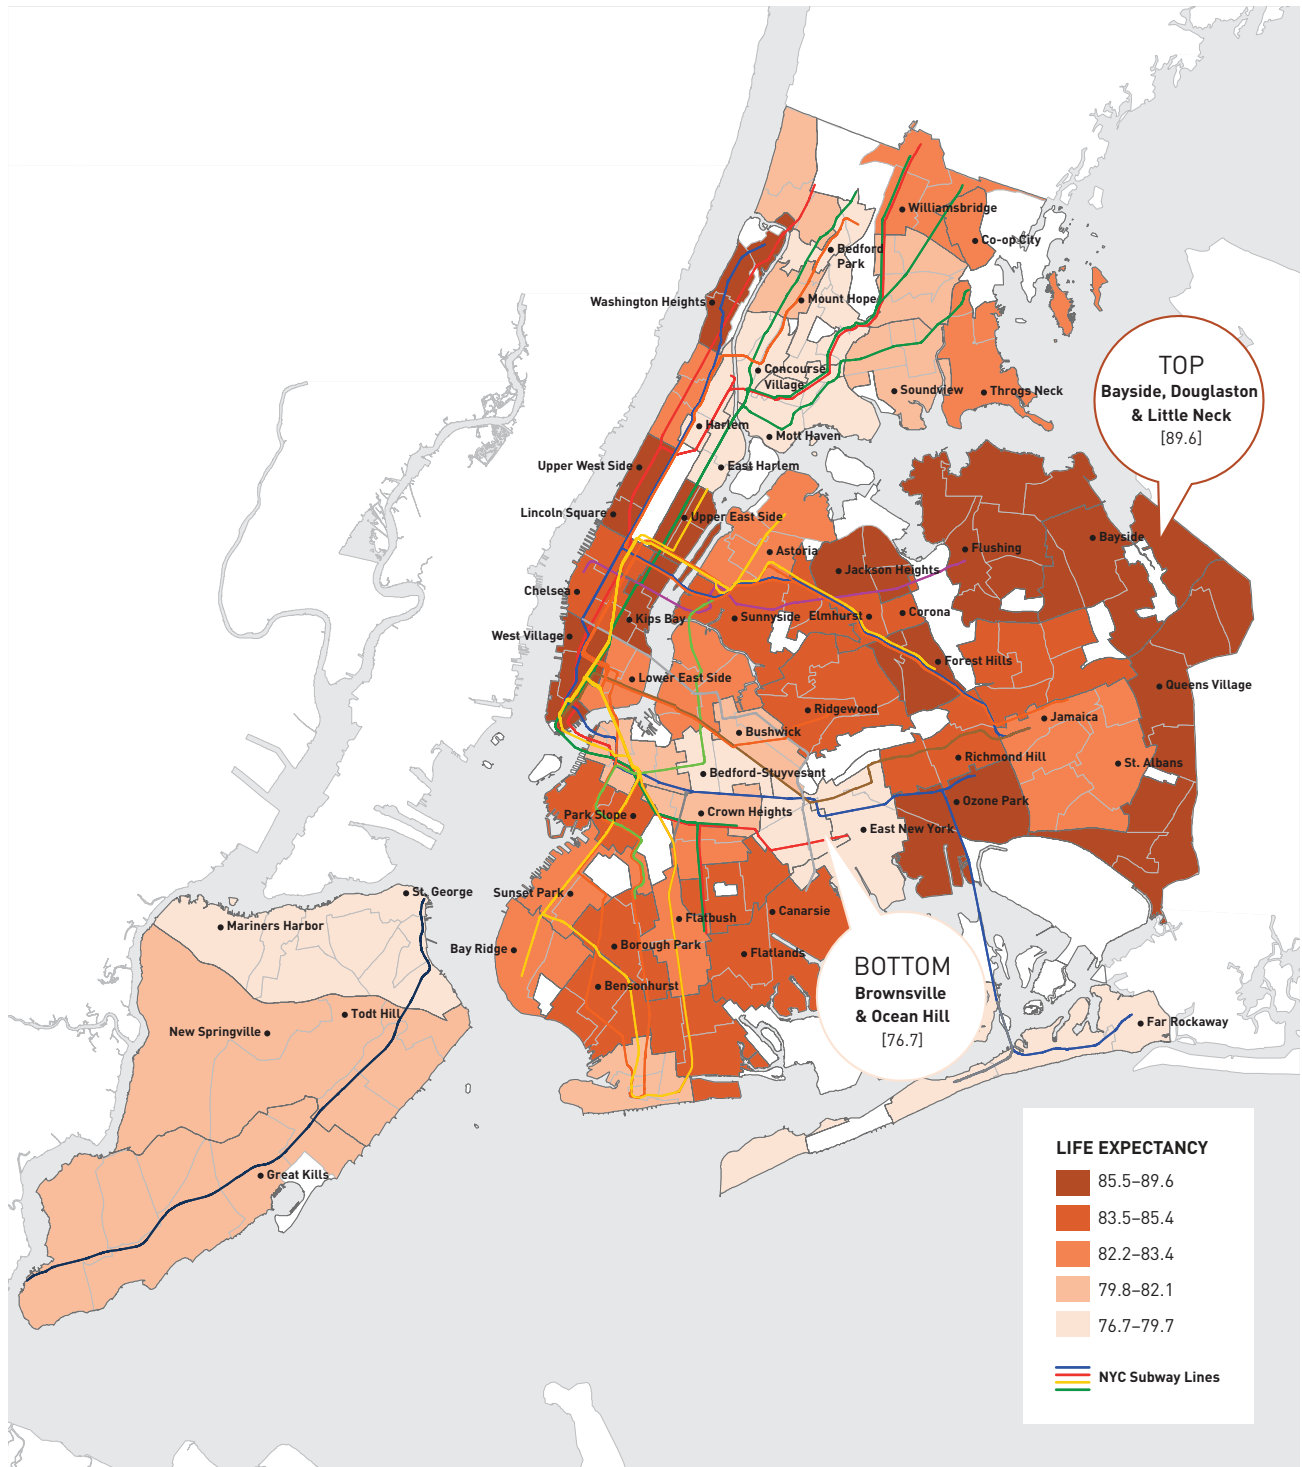 Williamsbridge
Co-op City
Bedford
Park
Washington Heights
Mount Hope
Concourse
Village
Soundview
Throgs Neck
Harlem
Mott Haven
Upper West Side
East Harlem
Lincoln Square
Upper East Side
Astoria
Flushing
Bayside
Jackson Heights
Chelsea
Kips Bay
Sunnyside
Elmhurst
Corona
West Village
Forest Hills
Lower East Side
Queens Village
Ridgewood
Jamaica
Bushwick
Richmond Hill
St. Albans
Bedford-Stuyvesant
Ozone Park
Park Slope
Crown Heights
East New York
St. George
Sunset Park
Mariners Harbor
Flatbush
Canarsie
Bay Ridge
Borough Park
Flatlands
Bensonhurst
Todt Hill
New Springville
Far Rockaway
Great Kills
TOP
Bayside, Douglaston
& Little Neck
[89.6]
BOTTOM
Brownsville
& Ocean Hill
[76.7]
LIFE EXPECTANCY
85.5–89.6
83.5–85.4
82.2–83.4
79.8–82.1
76.7–79.7
NYC Subway Lines